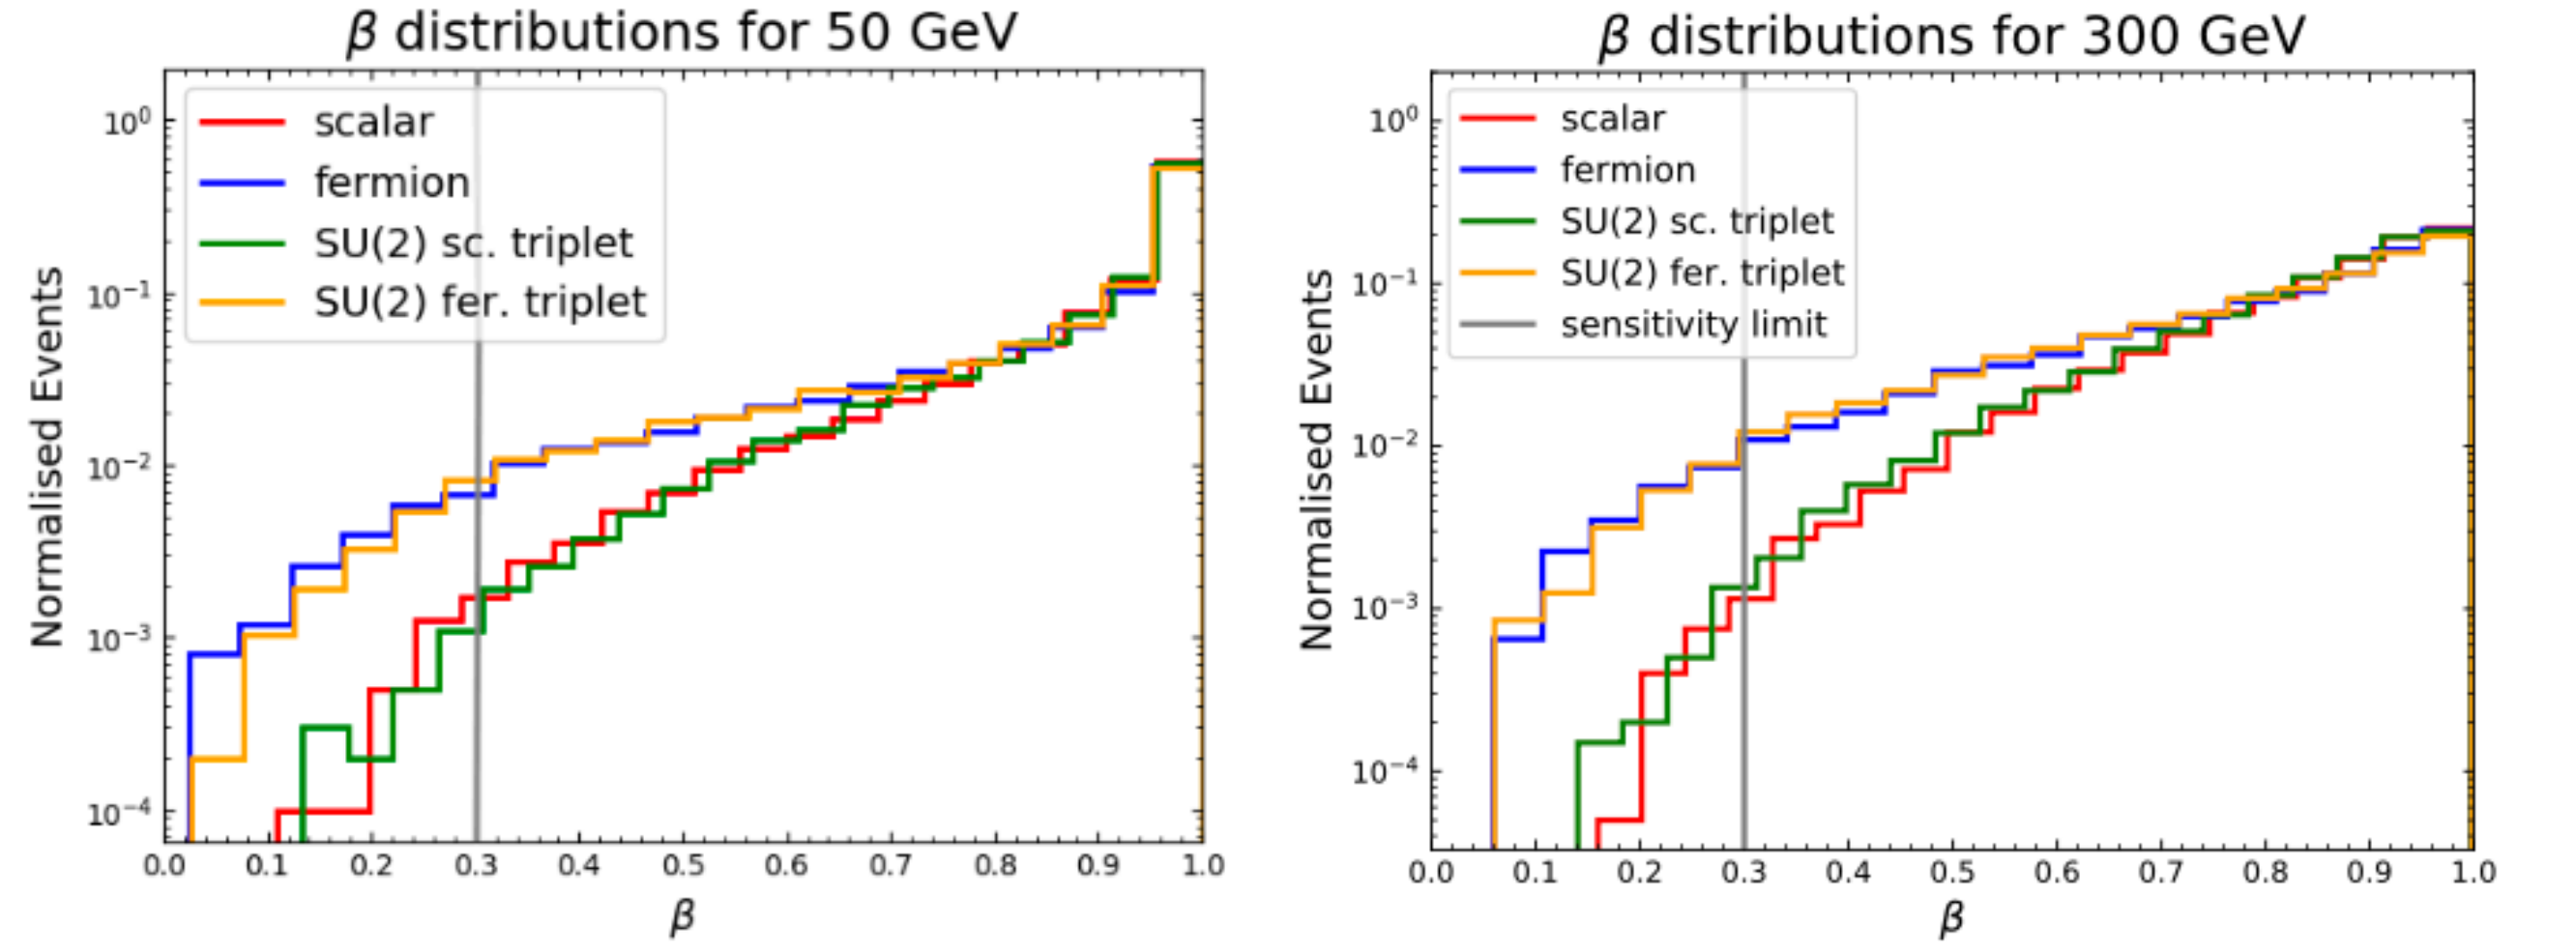 β distributions for 50 GeV
10⁰
10⁻¹
10⁻²
10⁻³
10⁻⁴
Normalised Events
scalar
fermion
SU(2) sc. triplet
SU(2) fer. triplet
0.0 0.1 0.2 0.3 0.4 0.5 0.6 0.7 0.8 0.9 1.0
β
β distributions for 300 GeV
10⁰
10⁻¹
10⁻²
10⁻³
10⁻⁴
Normalised Events
scalar
fermion
SU(2) sc. triplet
SU(2) fer. triplet
sensitivity limit
0.0 0.1 0.2 0.3 0.4 0.5 0.6 0.7 0.8 0.9 1.0
β